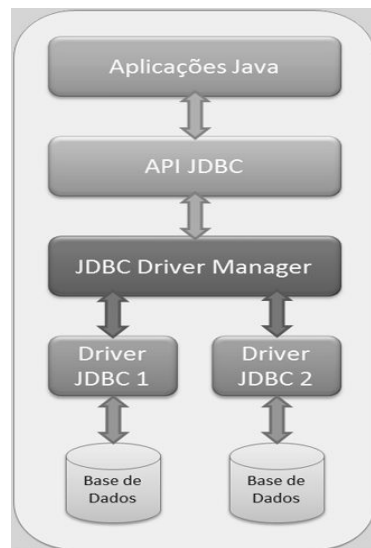 Aplicações Java
API JDBC
JDBC Driver Manager
Driver
JDBC 1
Driver
JDBC 2
Base de
Dados
Base de
Dados